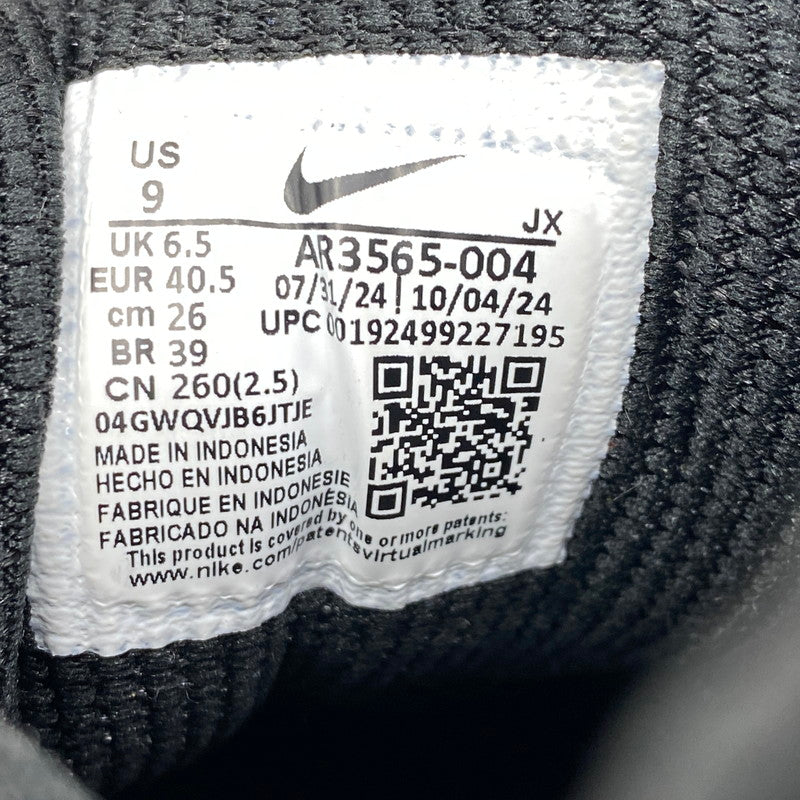 US
9
JX
UK 6.5
EUR 40.5
cm 26
BR 39
CN 260(2.5)
AR3565-004
07/31/24 | 10/04/24
UPC 00192499227195
04GWQVJB6JTJE
MADE IN INDONESIA
HECHO EN INDONESIA
FABRIQUE EN INDONESIE
FABRICADO NA INDONÉSIA
This product is covered by one or more patents:
www.nike.com/patentsvirtualmarking